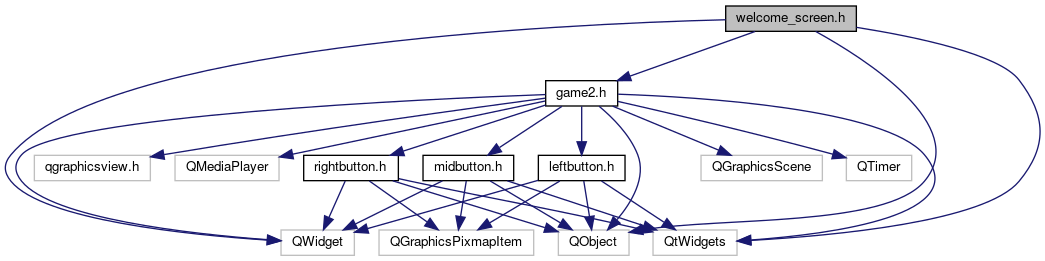 welcome_screen.h
game2.h
qgraphicsview.h
QMediaPlayer
rightbutton.h
midbutton.h
leftbutton.h
QGraphicsScene
QTimer
QWidget
QGraphicsPixmapItem
QObject
QtWidgets